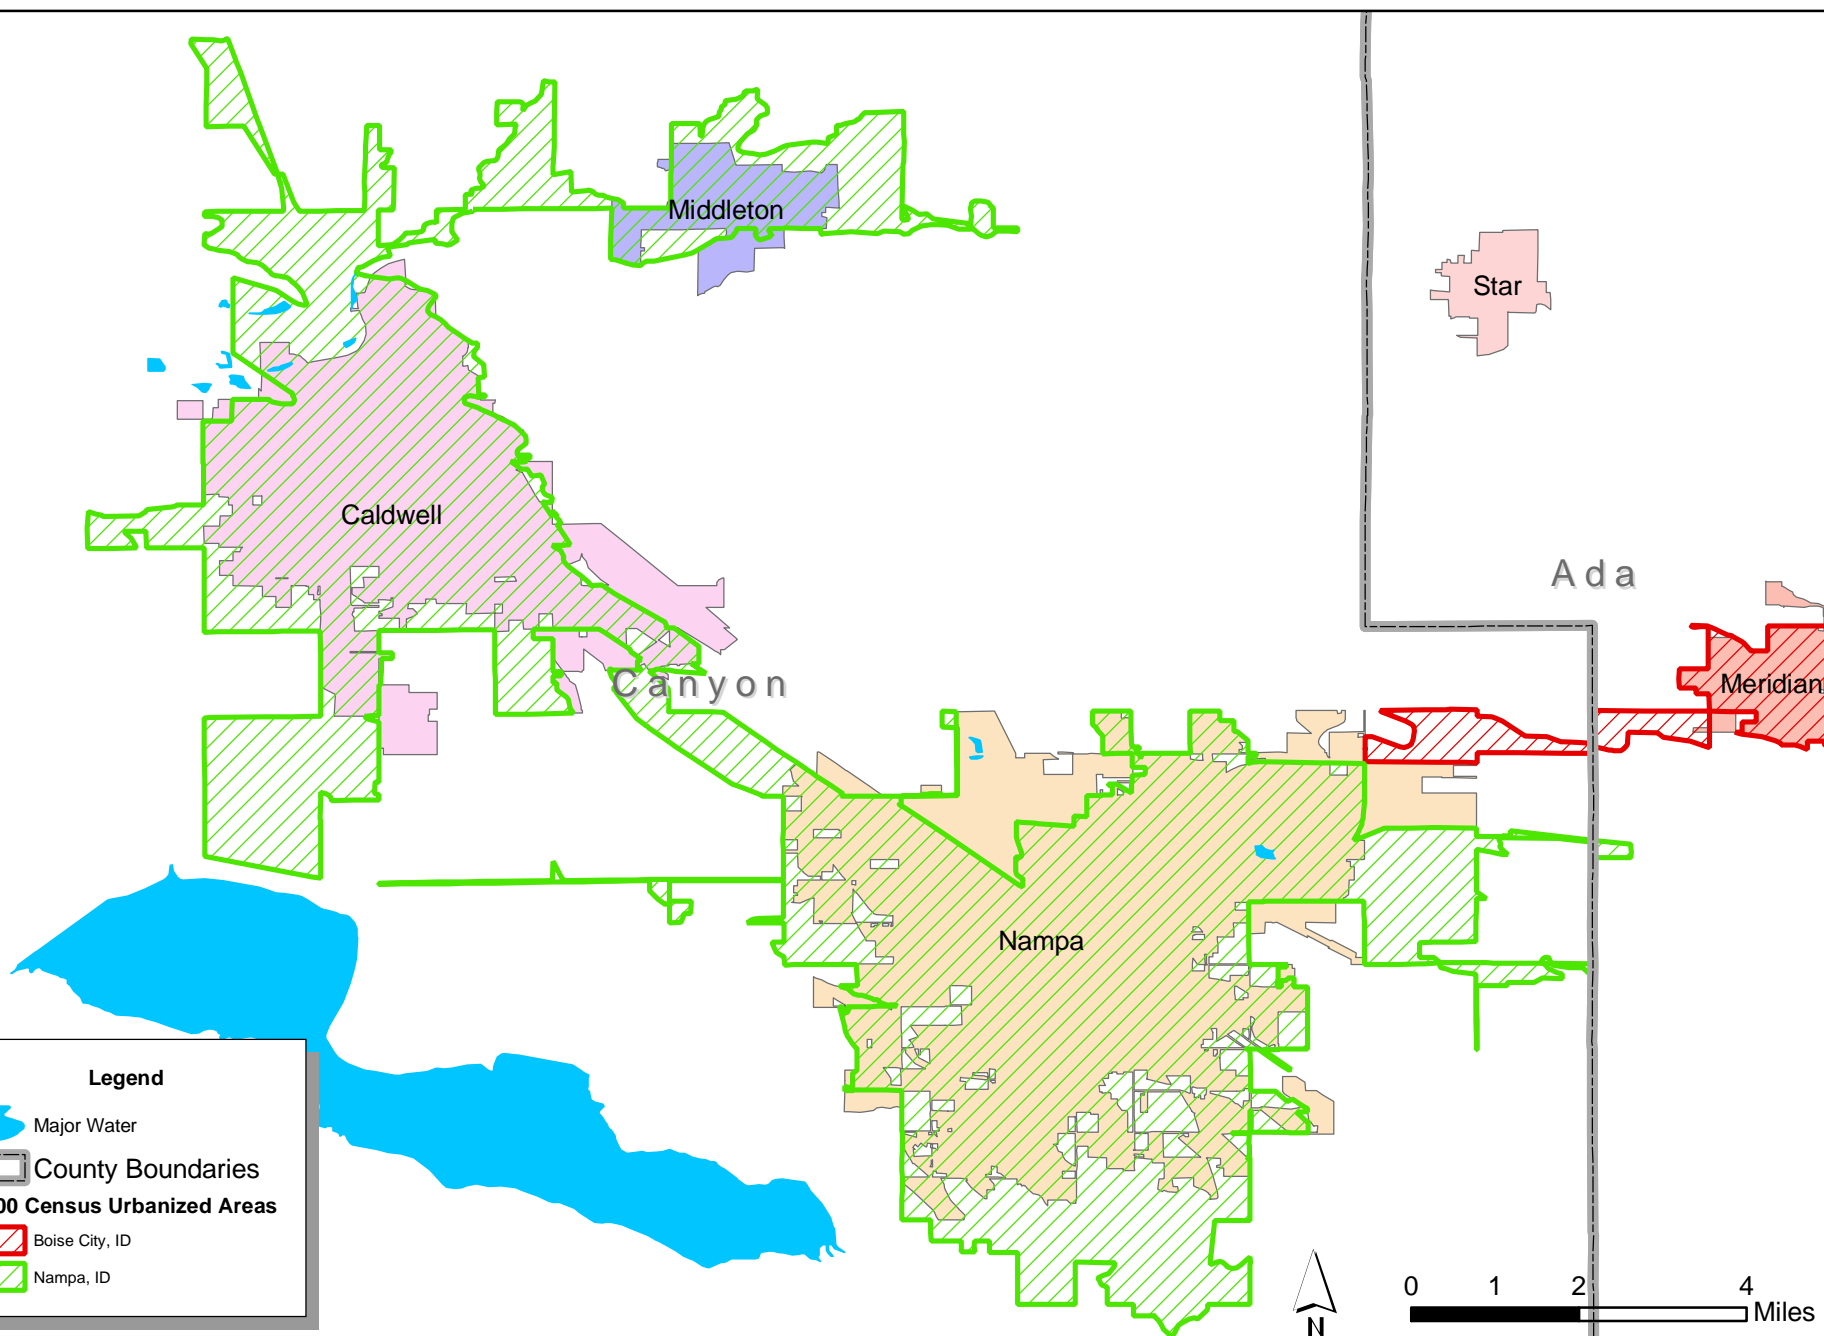 Middleton
Star
Caldwell
Ada
Canyon
Meridian
Nampa
Legend
Major Water
County Boundaries
00 Census Urbanized Areas
Boise City, ID
Nampa, ID
N
0 1 2 4
Miles